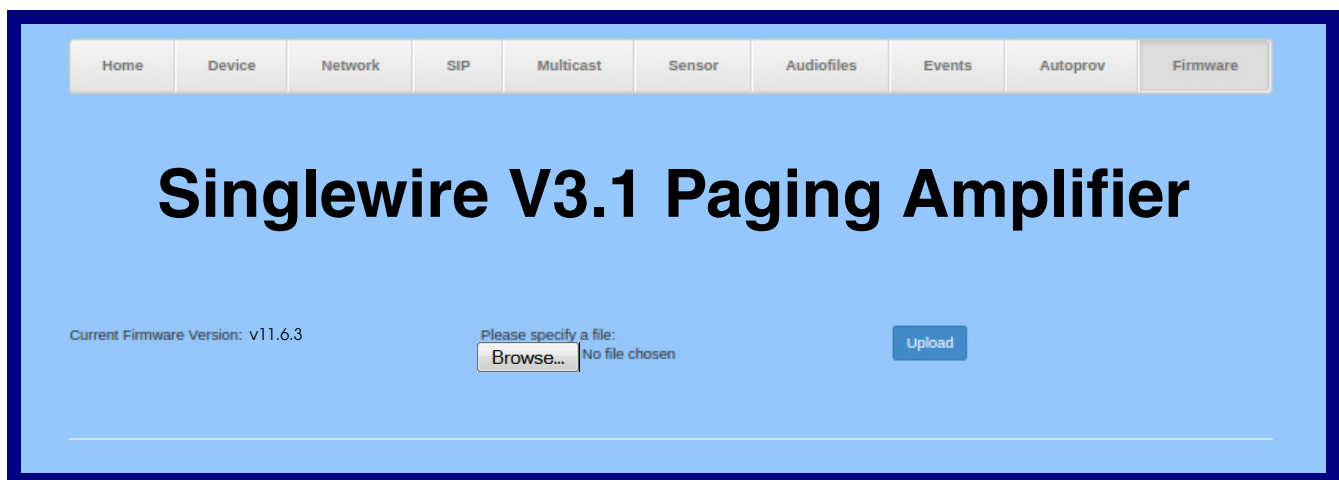 Home Device Network SIP Multicast Sensor Audiofiles Events Autoprov Firmware
Singlewire V3.1 Paging Amplifier
Current Firmware Version: v11.6.3
Please specify a file:
Browse... No file chosen
Upload